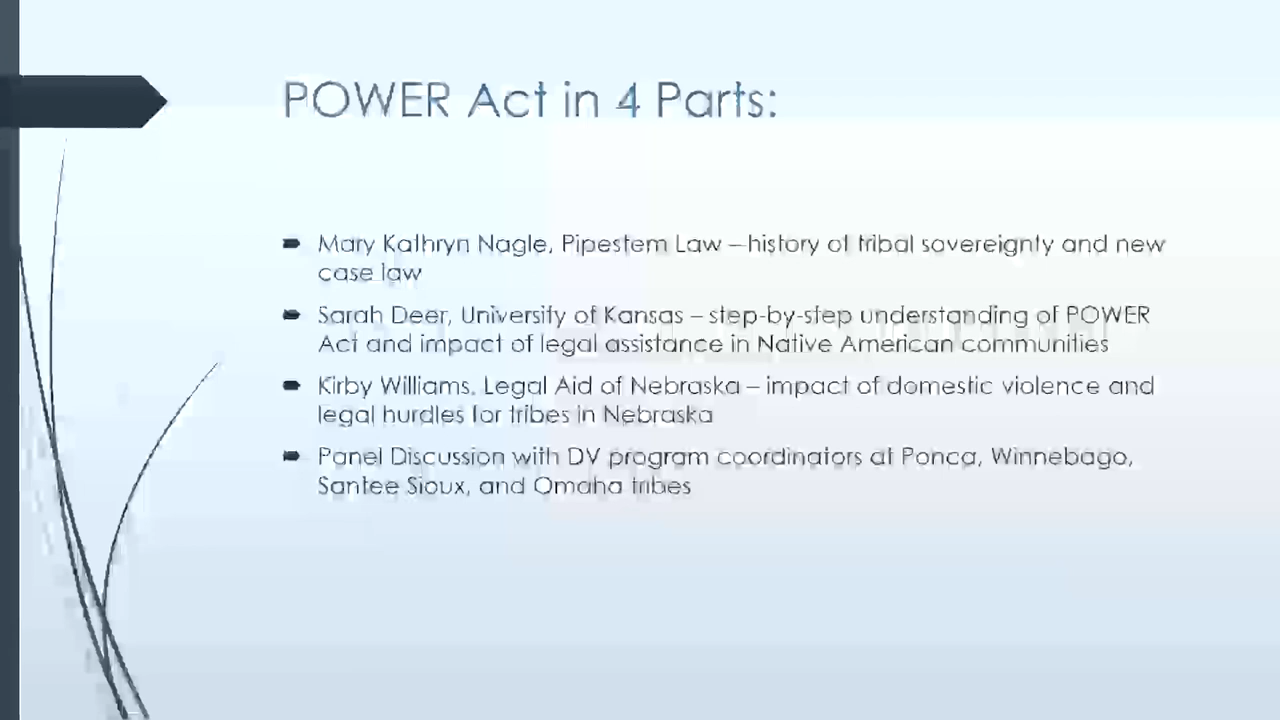 POWER Act in 4 Parts:
Mary Kathryn Nagle, Pipestem Law – history of tribal sovereignty and new
case law
Sarah Deer, University of Kansas – step-by-step understanding of POWER
Act and impact of legal assistance in Native American communities
Kirby Williams, Legal Aid of Nebraska – impact of domestic violence and
legal hurdles for tribes in Nebraska
Panel Discussion with DV program coordinators at Ponca, Winnebago,
Santee Sioux, and Omaha tribes